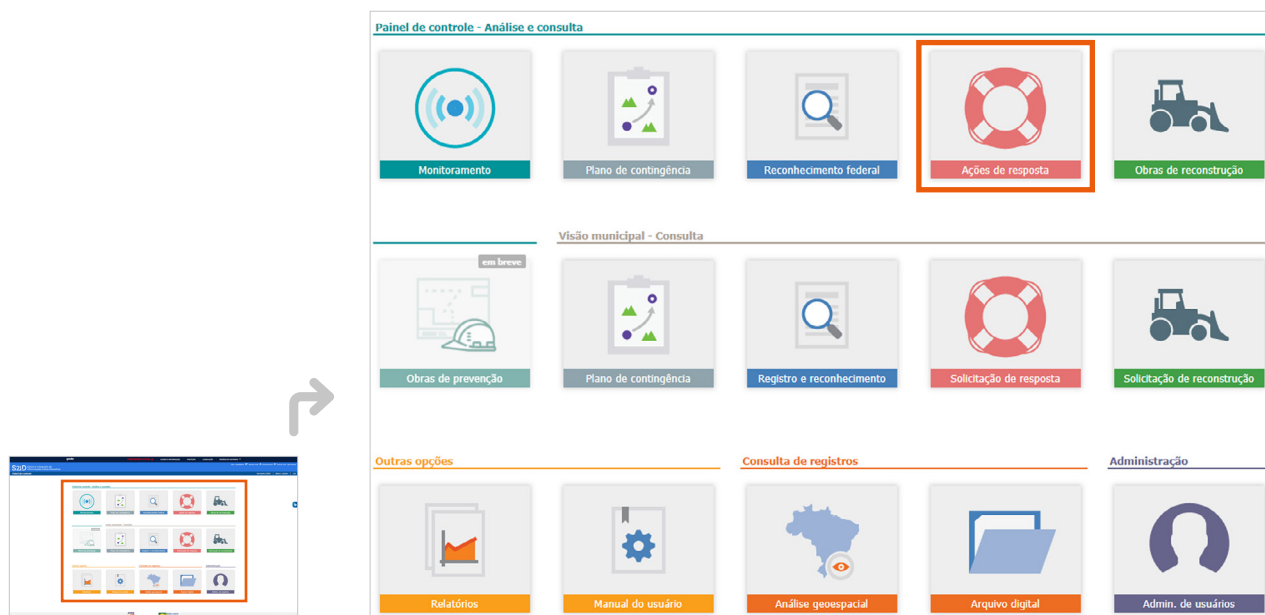 Painel de controle - Análise e consulta
Monitoramento
Plano de contingência
Reconhecimento federal
Ações de resposta
Obras de reconstrução
Visão municipal - Consulta
em breve
Obras de prevenção
Plano de contingência
Registro e reconhecimento
Solicitação de resposta
Solicitação de reconstrução
Outras opções
Consulta de registros
Administração
Relatórios
Manual do usuário
Análise geoespacial
Arquivo digital
Admin. de usuários
S2iD